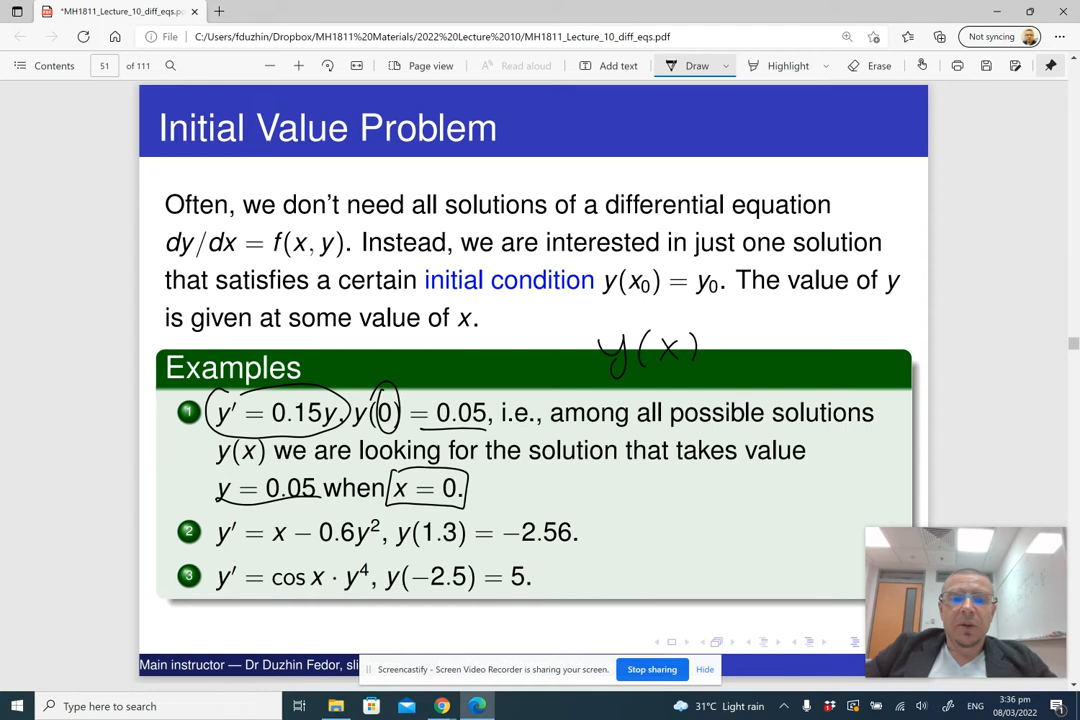 *MH1811_Lecture_10_diff_eqs.pd
File C:/Users/fduzhin/Dropbox/MH1811%20Materials/2022%20Lecture%2010/MH1811_Lecture_10_diff_eqs.pdf Not syncing
Contents 51 of 111 Page view Read aloud Add text Draw Highlight Erase
Initial Value Problem
Often, we don't need all solutions of a differential equation
dy/dx = f(x, y). Instead, we are interested in just one solution
that satisfies a certain initial condition y(x₀) = y₀. The value of y
is given at some value of x.
y(x)
Examples
1 y′ = 0.15y, y(0) = 0.05, i.e., among all possible solutions
y(x) we are looking for the solution that takes value
y = 0.05 when x = 0.
2 y′ = x − 0.6y², y(1.3) = −2.56.
3 y′ = cos x · y⁴, y(−2.5) = 5.
Main instructor — Dr Duzhin Fedor, sli
Screencastify - Screen Video Recorder is sharing your screen. Stop sharing Hide
Type here to search
31°C Light rain
ENG
3:36 pm
08/03/2022